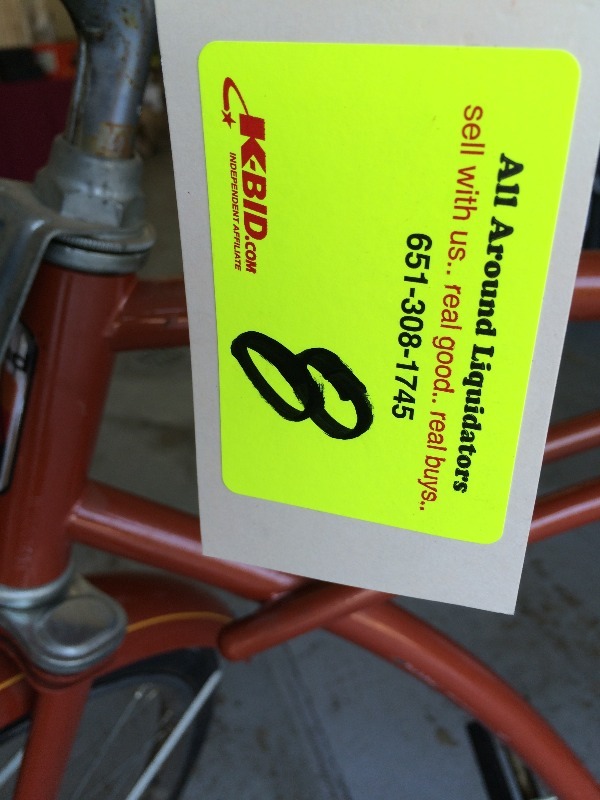 All Around Liquidators
sell with us.. real good.. real buys..
651-308-1745
8
K-BID.COM
INDEPENDENT AFFILIATE